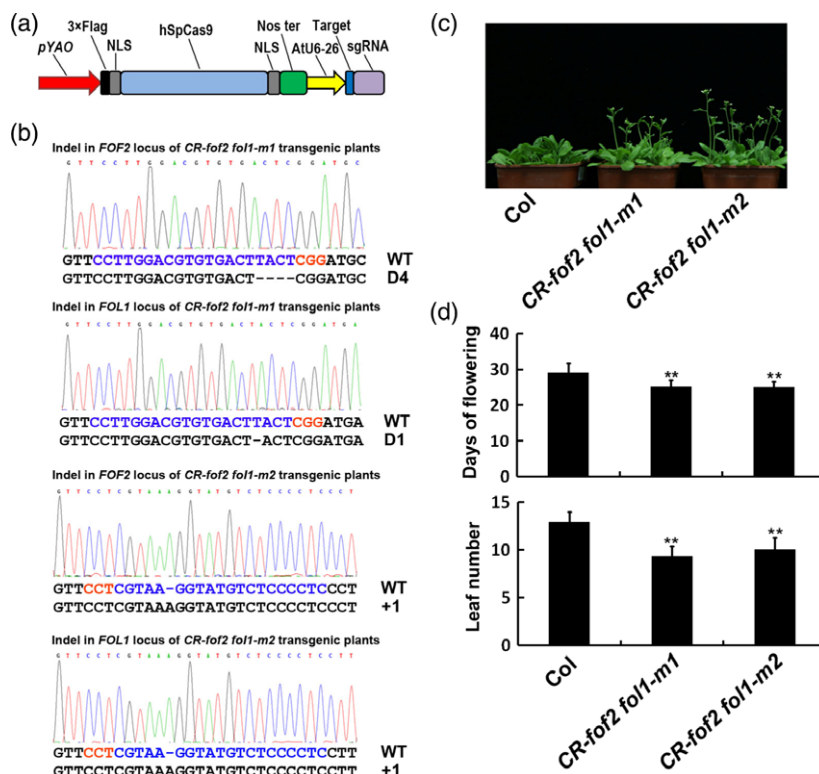 (a)
3×Flag
hSpCas9
Nos ter
Target
pYAO
NLS
NLS
AtU6-26
sgRNA
(b)
Indel in FOF2 locus of CR-fof2 fol1-m1 transgenic plants
G T T C C T T G G A C G T G T G A C T C G G A T G C
GTTCCTTGGACGTGTGACTTACTCGGATGC WT
GTTCCTTGGACGTGTGACT----CGGATGC D4
Indel in FOL1 locus of CR-fof2 fol1-m1 transgenic plants
G T T C C T T G G A C G T G T G A C T A C T C G G A T G A
GTTCCTTGGACGTGTGACTTACTCGGATGA WT
GTTCCTTGGACGTGTGACT-ACTCGGATGA D1
Indel in FOF2 locus of CR-fof2 fol1-m2 transgenic plants
G T T C C T C G T A A A G G T A T G T C T C C C C T C C C T
GTTCCTCGTAA-GGTATGTCTCCCCTCCCT WT
GTTCCTCGTAAAGGTATGTCTCCCCTCCCT +1
Indel in FOL1 locus of CR-fof2 fol1-m2 transgenic plants
G T T C C T C G T A A A G G T A T G T C T C C C C T C C T T
GTTCCTCGTAA-GGTATGTCTCCCCTCCTT WT
GTTCCTCGTAAAGGTATGTCTCCCCTCCTT +1
(c)
Col
CR-fof2 fol1-m1
CR-fof2 fol1-m2
(d)
Days of flowering
40
30
20
10
0
**
**
Leaf number
15
10
5
0
**
**
Col
CR-fof2 fol1-m1
CR-fof2 fol1-m2